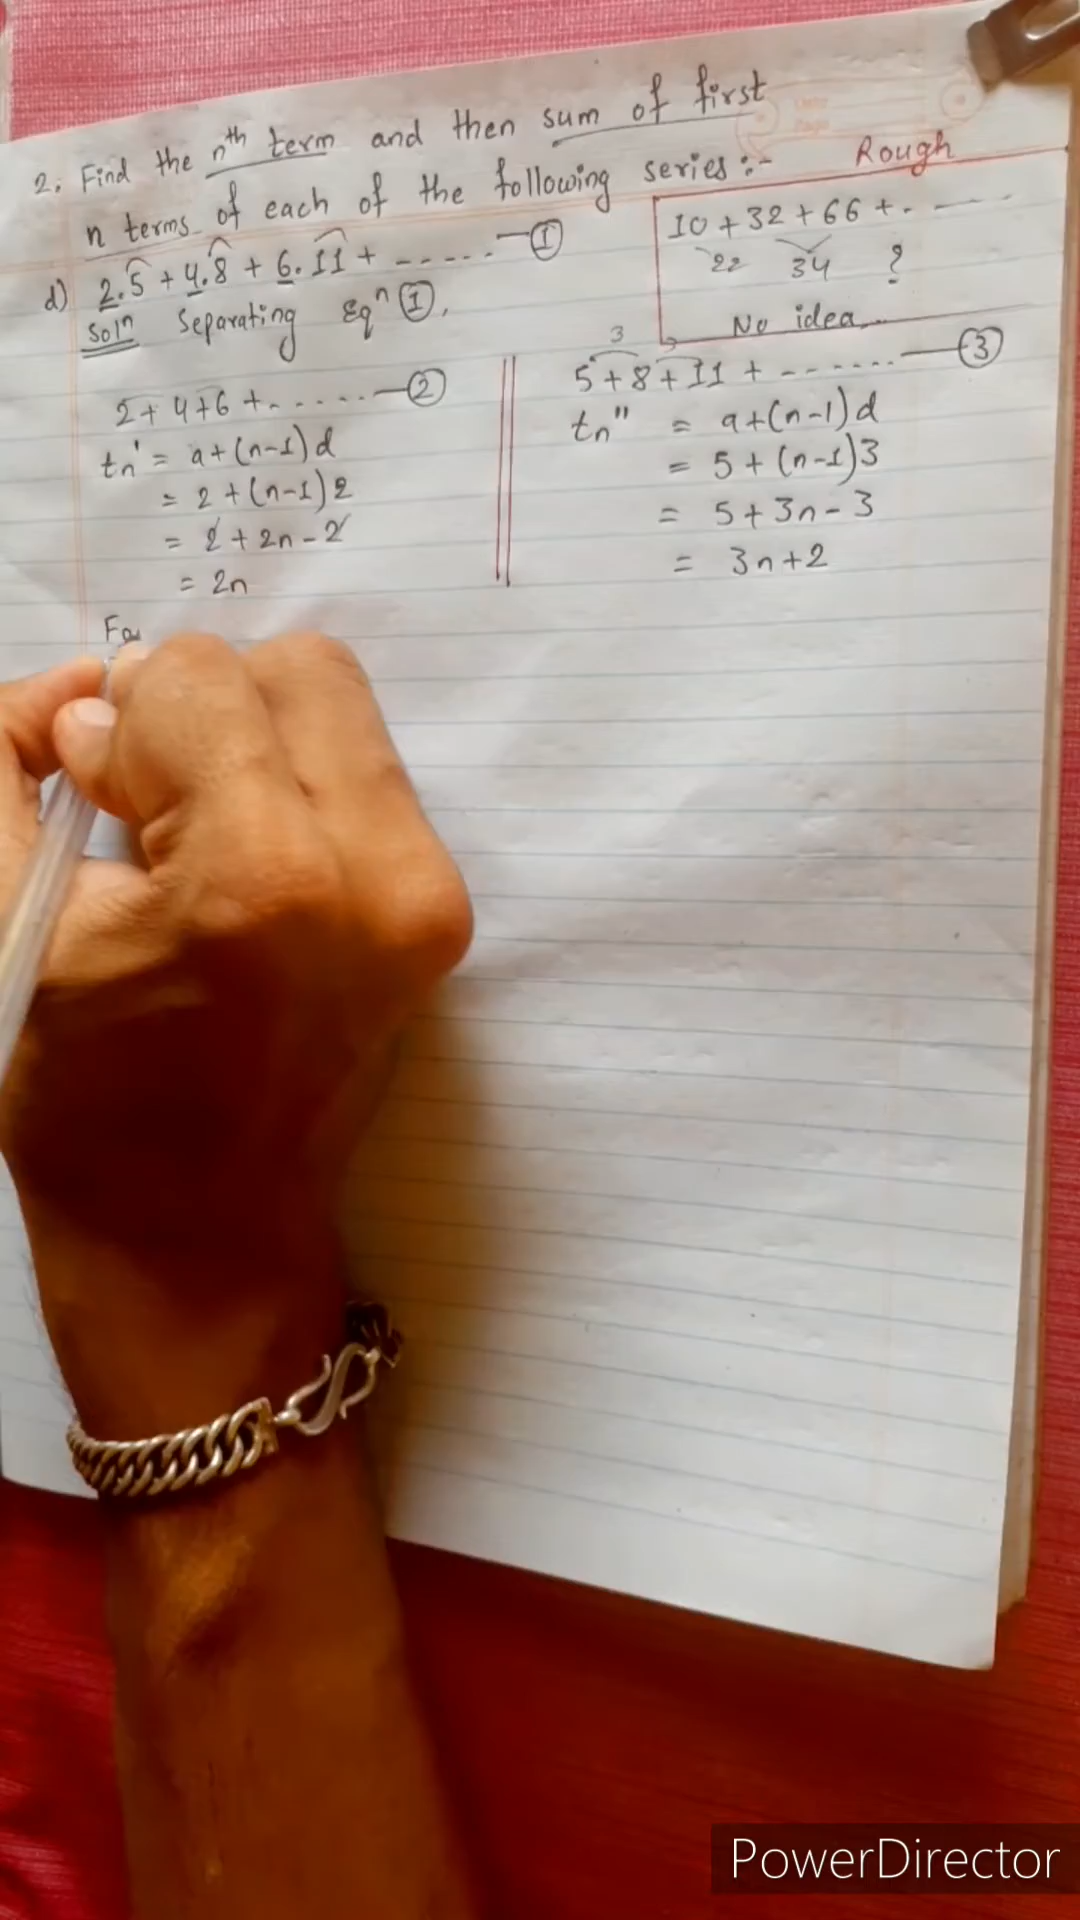 2. Find the nth term and then sum of first
n terms of each of the following series :-
Rough
d) 2.5 + 4.8 + 6.11 + ...... ①
10 + 32 + 66 + .
22 34 ?
No idea...
Soln Separating Eqn ①,
2 + 4 + 6 + ...... ②
tn' = a + (n-1) d
= 2 + (n-1) 2
= 2 + 2n - 2
= 2n
3 3
5 + 8 + 11 + ....... ③
tn" = a + (n-1) d
= 5 + (n-1) 3
= 5 + 3n - 3
= 3n + 2
Fo
PowerDirector